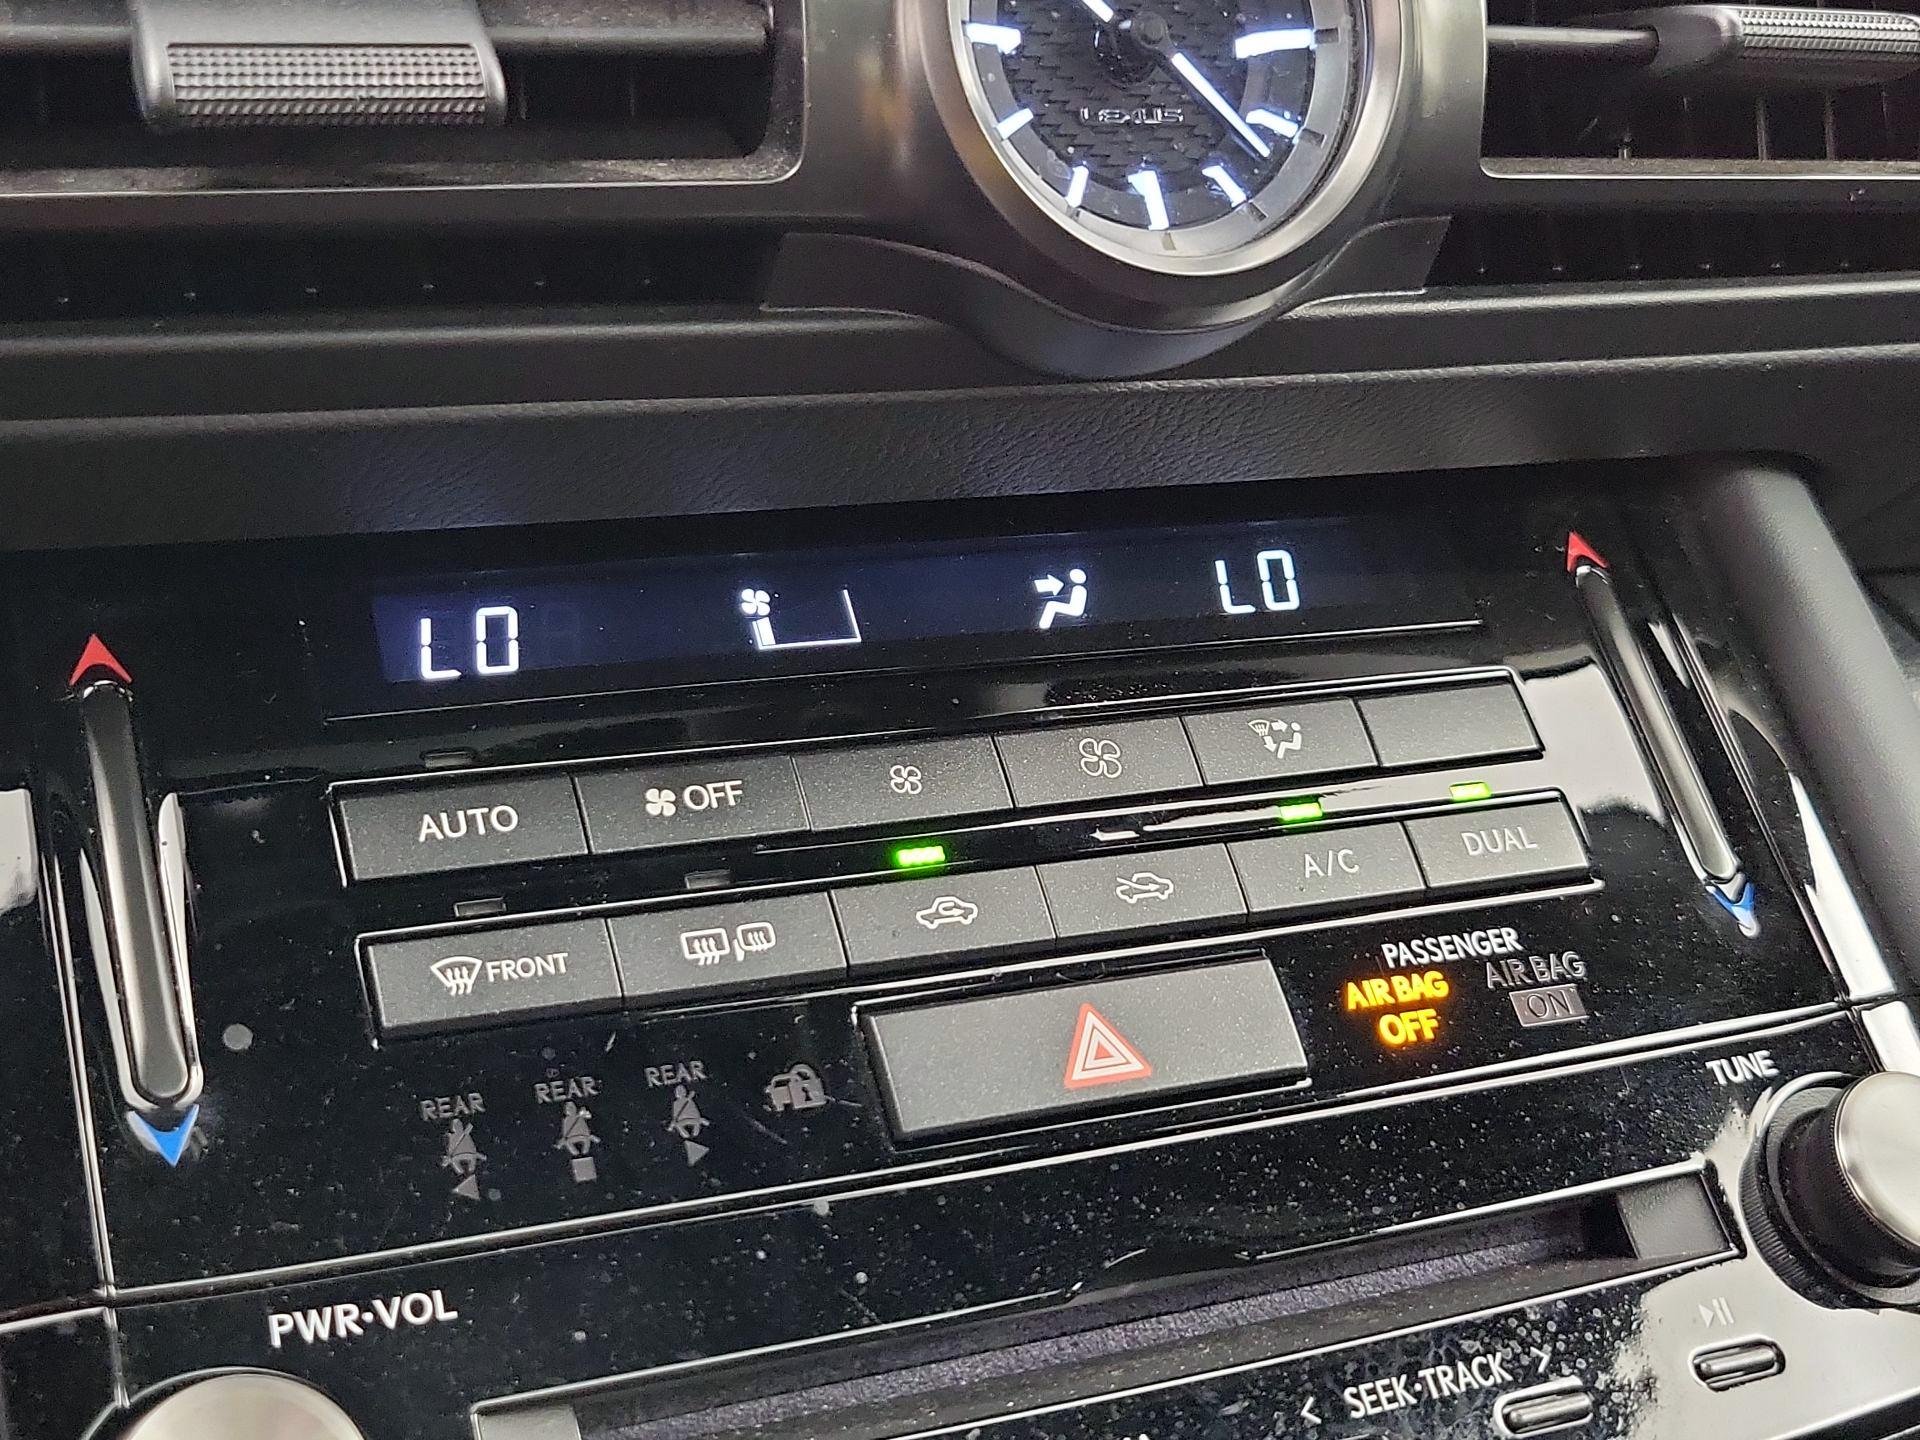 LEXUS
LO LO
AUTO OFF
A/C DUAL
FRONT
PASSENGER
AIR BAG OFF
AIR BAG ON
REAR REAR REAR
TUNE
PWR·VOL
< SEEK·TRACK >